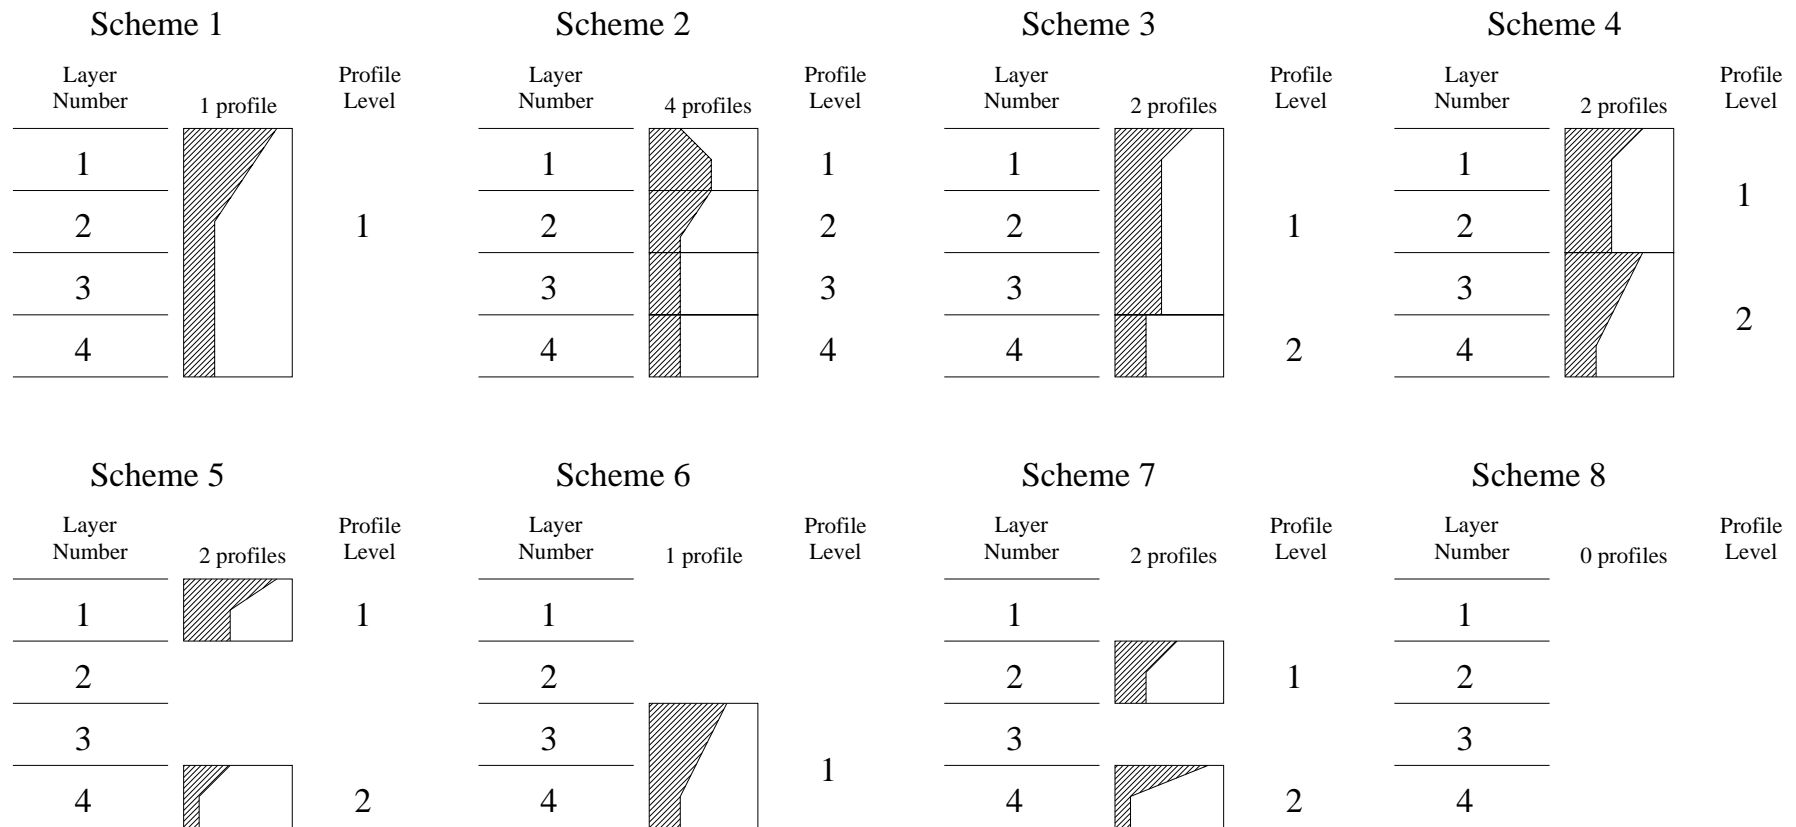 Scheme 1
Layer Number
1 profile
Profile Level
1
2
3
4
1
Scheme 2
Layer Number
4 profiles
Profile Level
1
2
3
4
1
2
3
4
Scheme 3
Layer Number
2 profiles
Profile Level
1
2
3
4
1
2
Scheme 4
Layer Number
2 profiles
Profile Level
1
2
3
4
1
2
Scheme 5
Layer Number
2 profiles
Profile Level
1
2
3
4
1
2
Scheme 6
Layer Number
1 profile
Profile Level
1
2
3
4
1
Scheme 7
Layer Number
2 profiles
Profile Level
1
2
3
4
1
2
Scheme 8
Layer Number
0 profiles
Profile Level
1
2
3
4